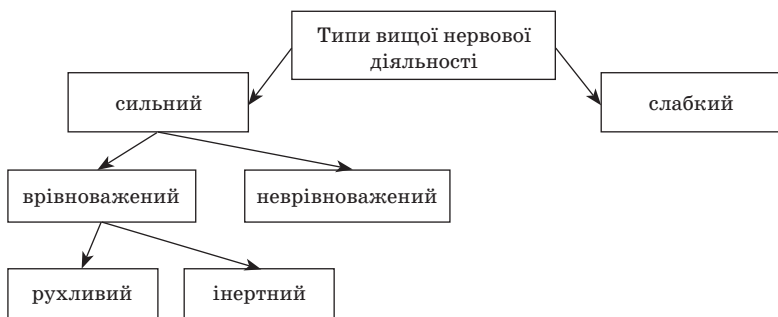 Типи вищої нервової
діяльності
сильний
слабкий
врівноважений
неврівноважений
рухливий
інертний